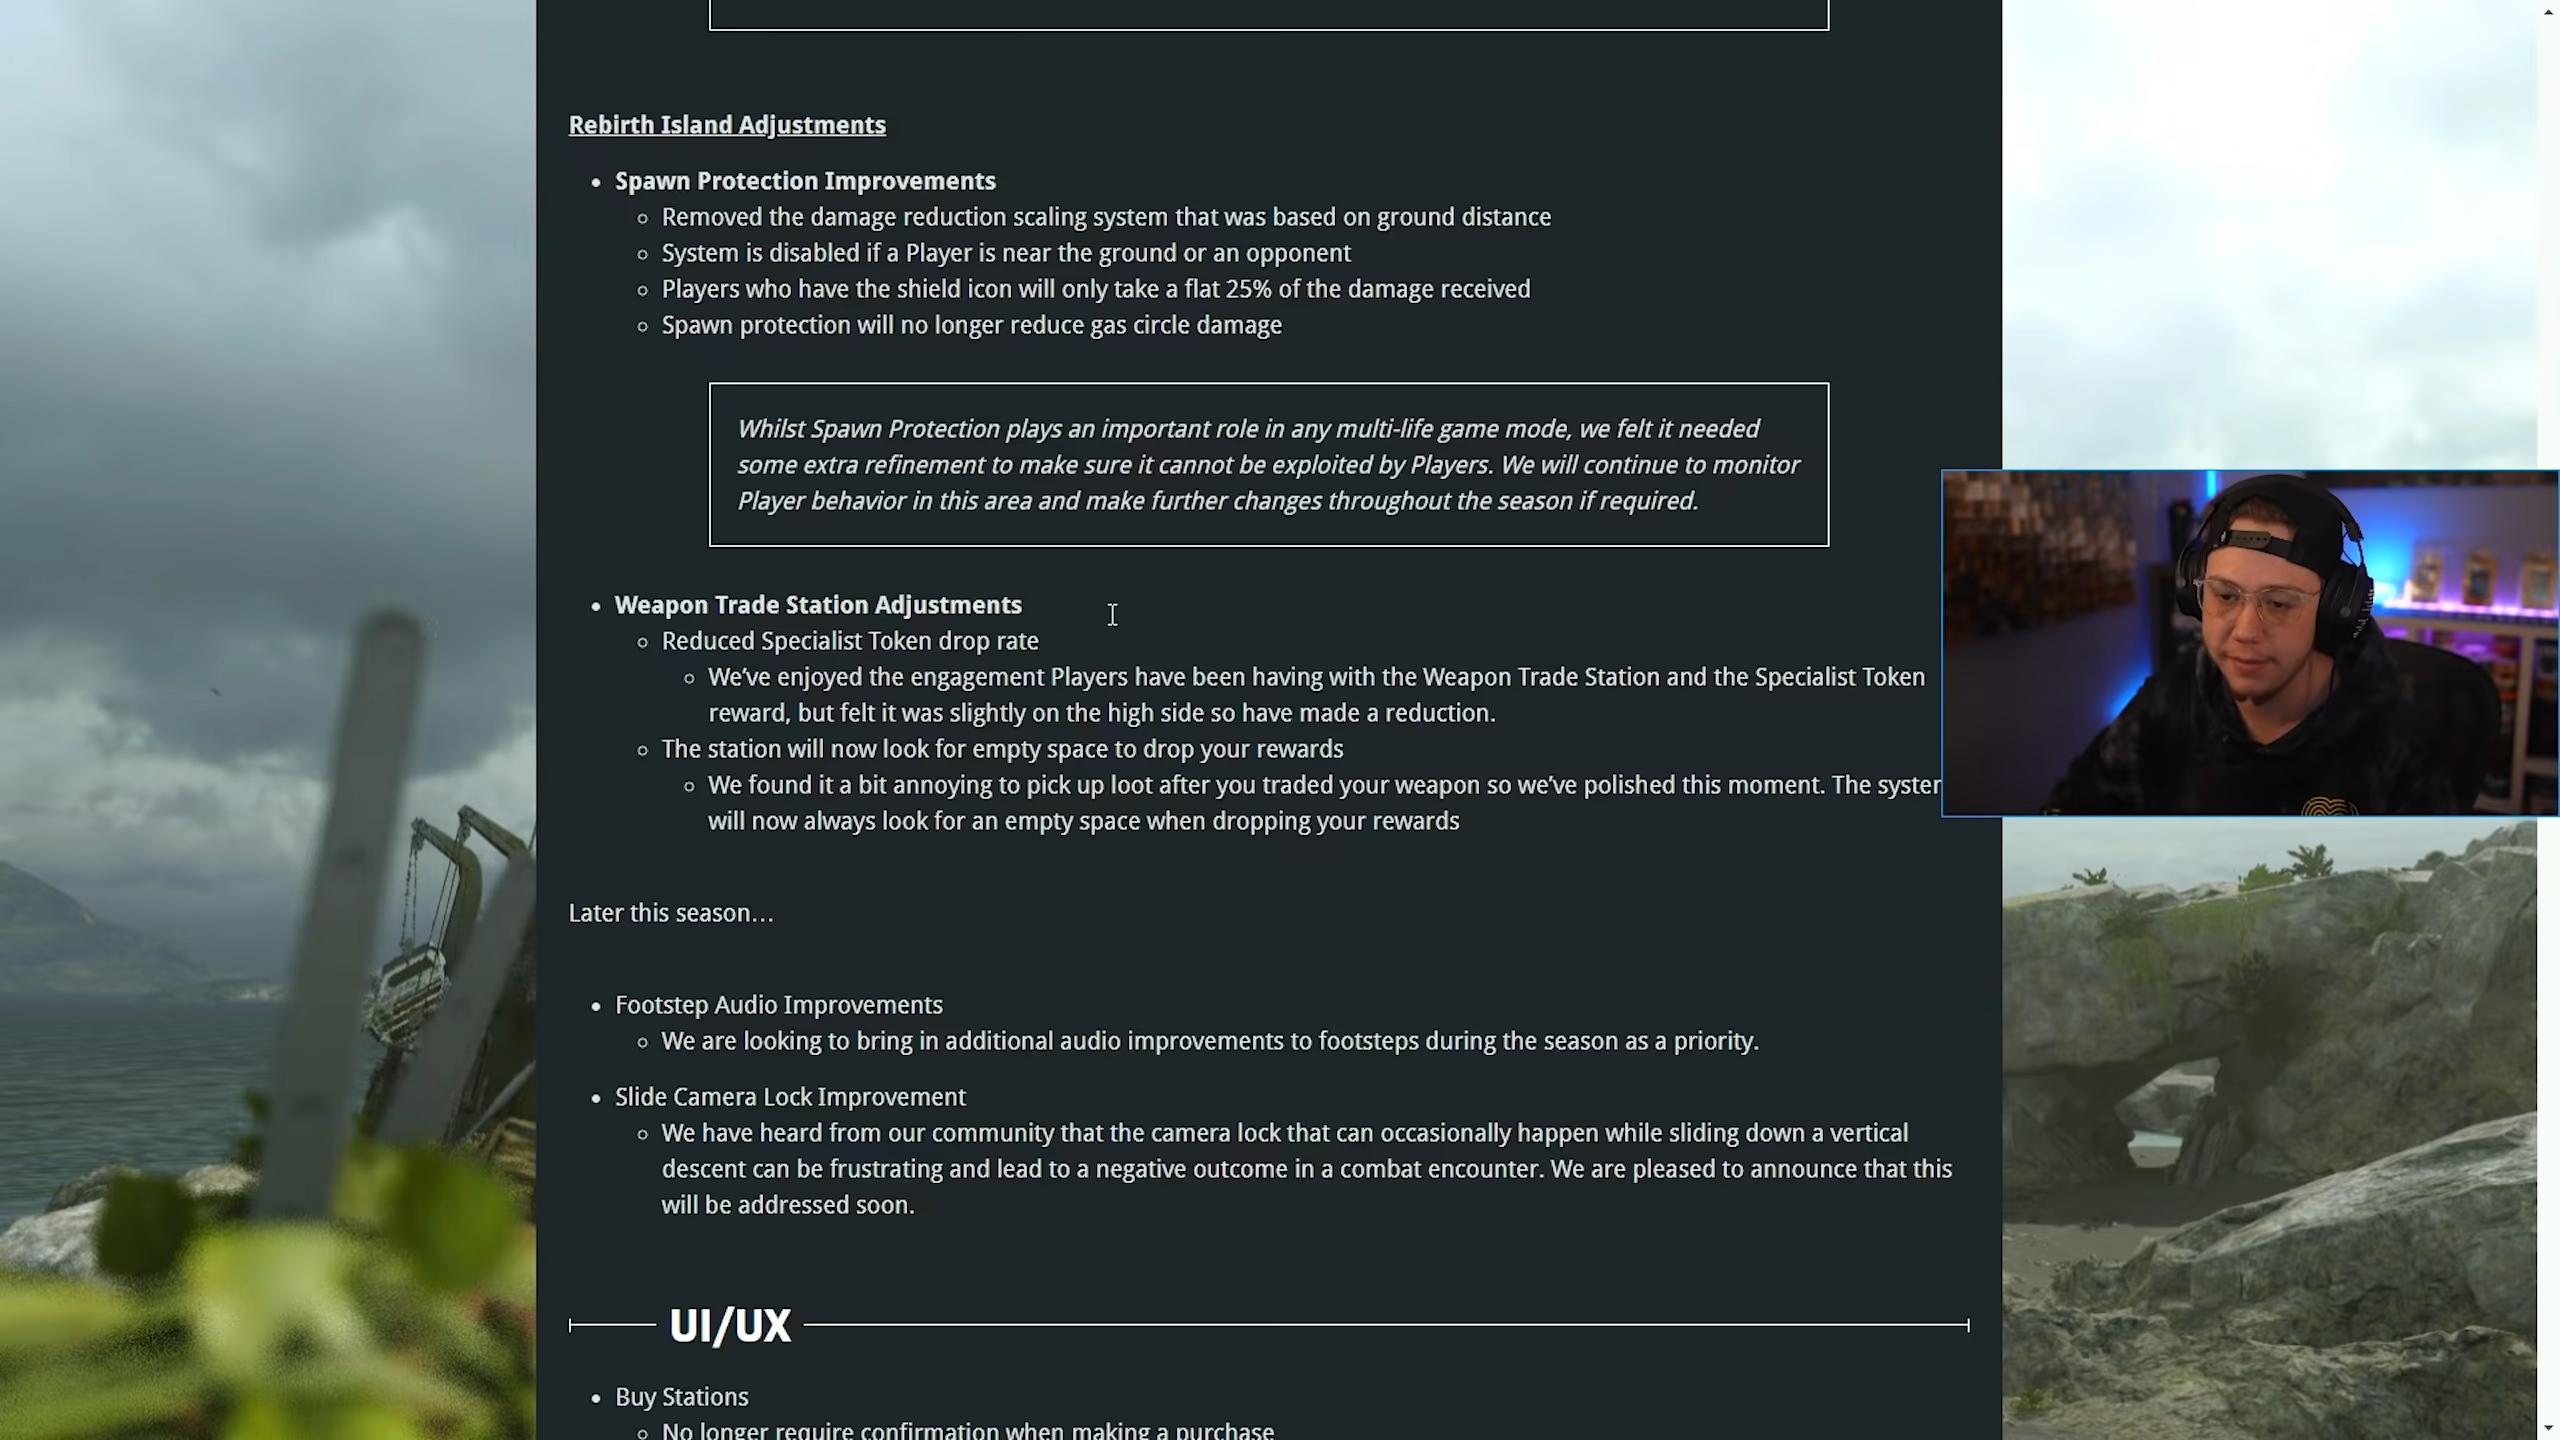 Rebirth Island Adjustments
• Spawn Protection Improvements
○ Removed the damage reduction scaling system that was based on ground distance
○ System is disabled if a Player is near the ground or an opponent
○ Players who have the shield icon will only take a flat 25% of the damage received
○ Spawn protection will no longer reduce gas circle damage
Whilst Spawn Protection plays an important role in any multi-life game mode, we felt it needed
some extra refinement to make sure it cannot be exploited by Players. We will continue to monitor
Player behavior in this area and make further changes throughout the season if required.
• Weapon Trade Station Adjustments
○ Reduced Specialist Token drop rate
○ We’ve enjoyed the engagement Players have been having with the Weapon Trade Station and the Specialist Token
reward, but felt it was slightly on the high side so have made a reduction.
○ The station will now look for empty space to drop your rewards
○ We found it a bit annoying to pick up loot after you traded your weapon so we’ve polished this moment. The
will now always look for an empty space when dropping your rewards
Later this season…
• Footstep Audio Improvements
○ We are looking to bring in additional audio improvements to footsteps during the season as a priority.
• Slide Camera Lock Improvement
○ We have heard from our community that the camera lock that can occasionally happen while sliding down a vertical
descent can be frustrating and lead to a negative outcome in a combat encounter. We are pleased to announce that this
will be addressed soon.
UI/UX
• Buy Stations
○ No longer require confirmation when making a purchase